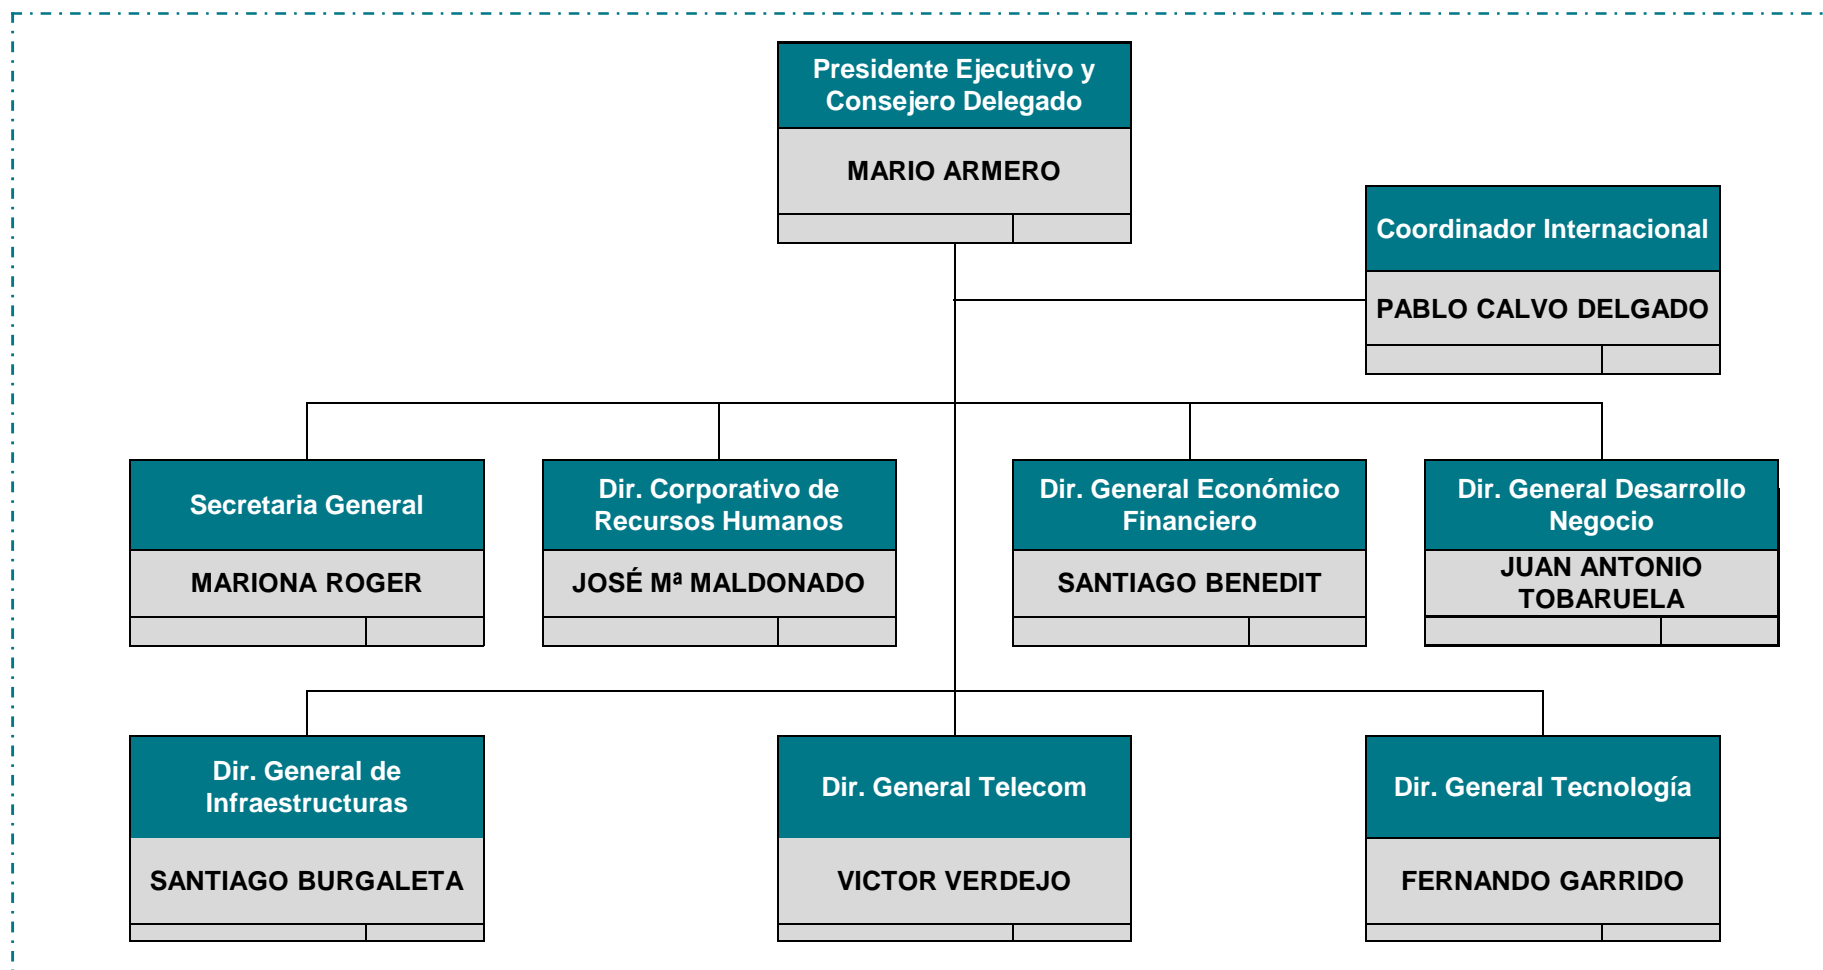 Presidente Ejecutivo y
Consejero Delegado
MARIO ARMERO
Coordinador Internacional
PABLO CALVO DELGADO
Secretaria General
MARIONA ROGER
Dir. Corporativo de
Recursos Humanos
JOSÉ Mª MALDONADO
Dir. General Económico
Financiero
SANTIAGO BENEDIT
Dir. General Desarrollo
Negocio
JUAN ANTONIO
TOBARUELA
Dir. General de
Infraestructuras
SANTIAGO BURGALETA
Dir. General Telecom
VICTOR VERDEJO
Dir. General Tecnología
FERNANDO GARRIDO